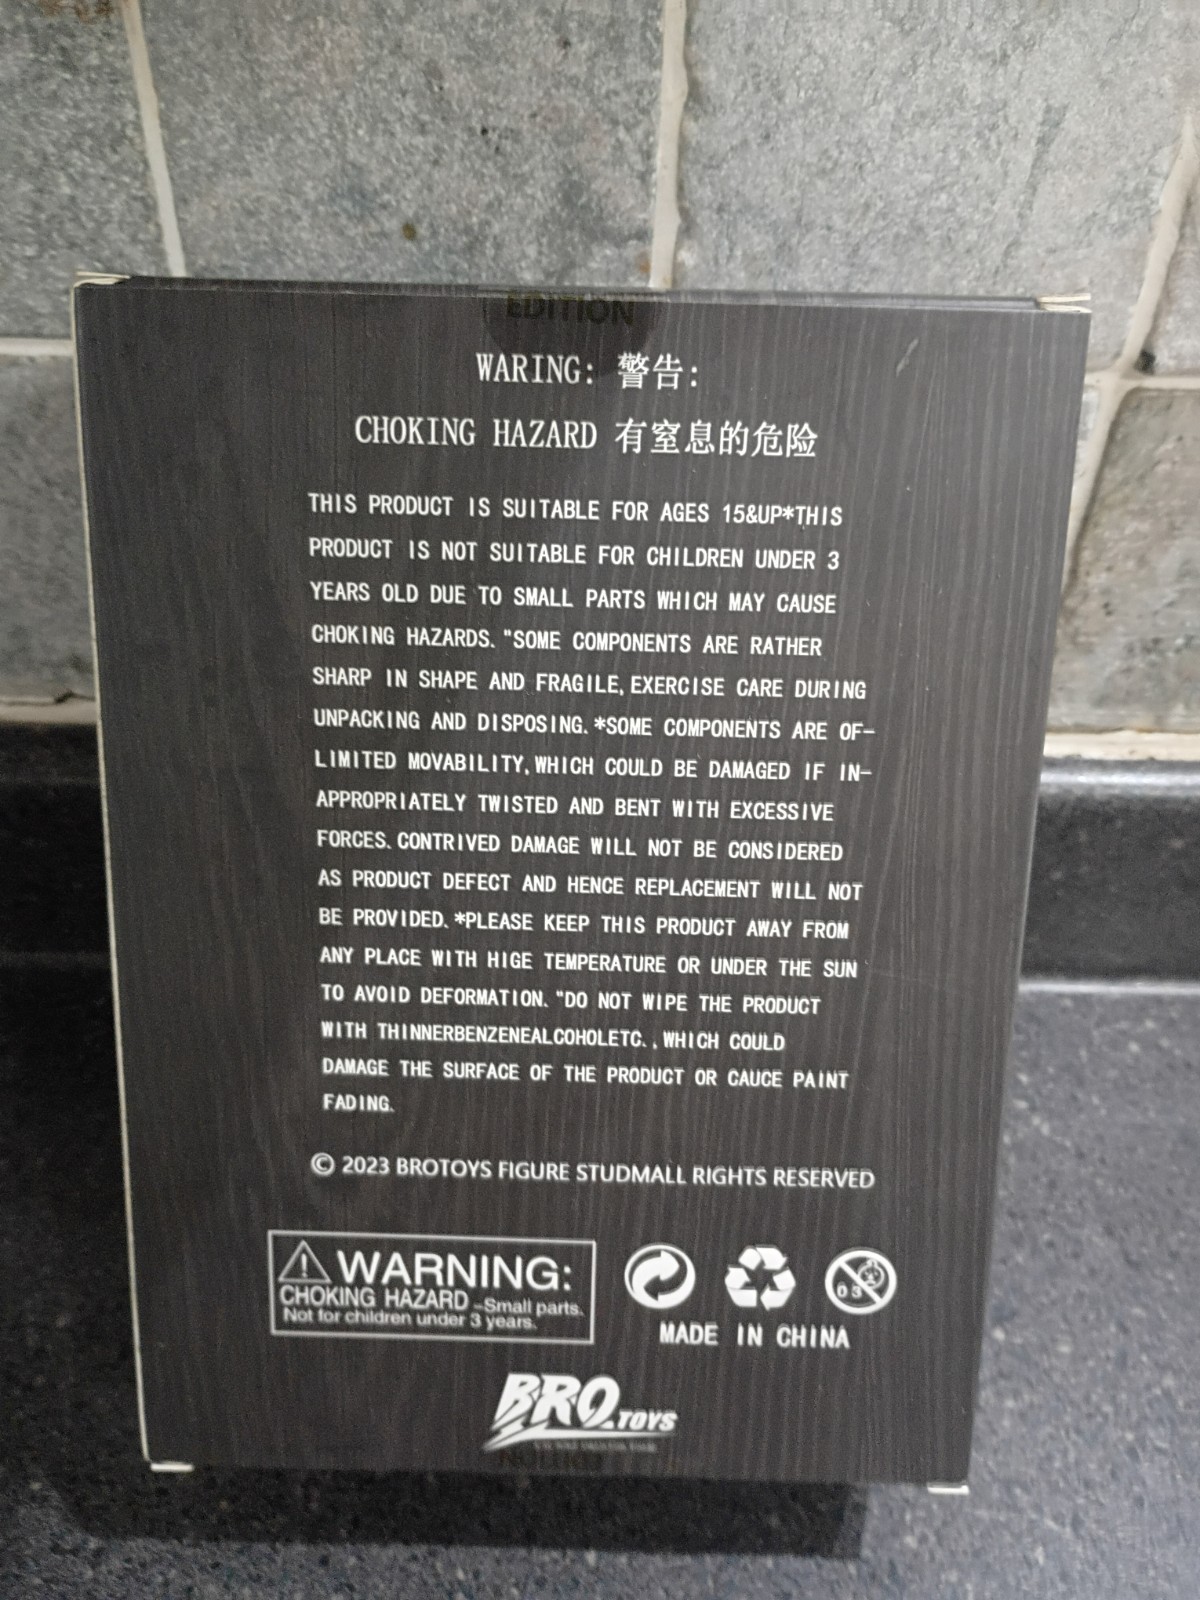 EDITION
WARING: 警告:
CHOKING HAZARD 有窒息的危险
THIS PRODUCT IS SUITABLE FOR AGES 15&UP*THIS
PRODUCT IS NOT SUITABLE FOR CHILDREN UNDER 3
YEARS OLD DUE TO SMALL PARTS WHICH MAY CAUSE
CHOKING HAZARDS."SOME COMPONENTS ARE RATHER
SHARP IN SHAPE AND FRAGILE,EXERCISE CARE DURING
UNPACKING AND DISPOSING.*SOME COMPONENTS ARE OF-
LIMITED MOVABILITY,WHICH COULD BE DAMAGED IF IN-
APPROPRIATELY TWISTED AND BENT WITH EXCESSIVE
FORCES.CONTRIVED DAMAGE WILL NOT BE CONSIDERED
AS PRODUCT DEFECT AND HENCE REPLACEMENT WILL NOT
BE PROVIDED.*PLEASE KEEP THIS PRODUCT AWAY FROM
ANY PLACE WITH HIGE TEMPERATURE OR UNDER THE SUN
TO AVOID DEFORMATION."DO NOT WIPE THE PRODUCT
WITH THINNERBENZENEALCOHOLETC.,WHICH COULD
DAMAGE THE SURFACE OF THE PRODUCT OR CAUCE PAINT
FADING.
© 2023 BROTOYS FIGURE STUDMALL RIGHTS RESERVED
WARNING:
CHOKING HAZARD -Small parts.
Not for children under 3 years.
0 3
MADE IN CHINA
BRO.TOYS
EDITION